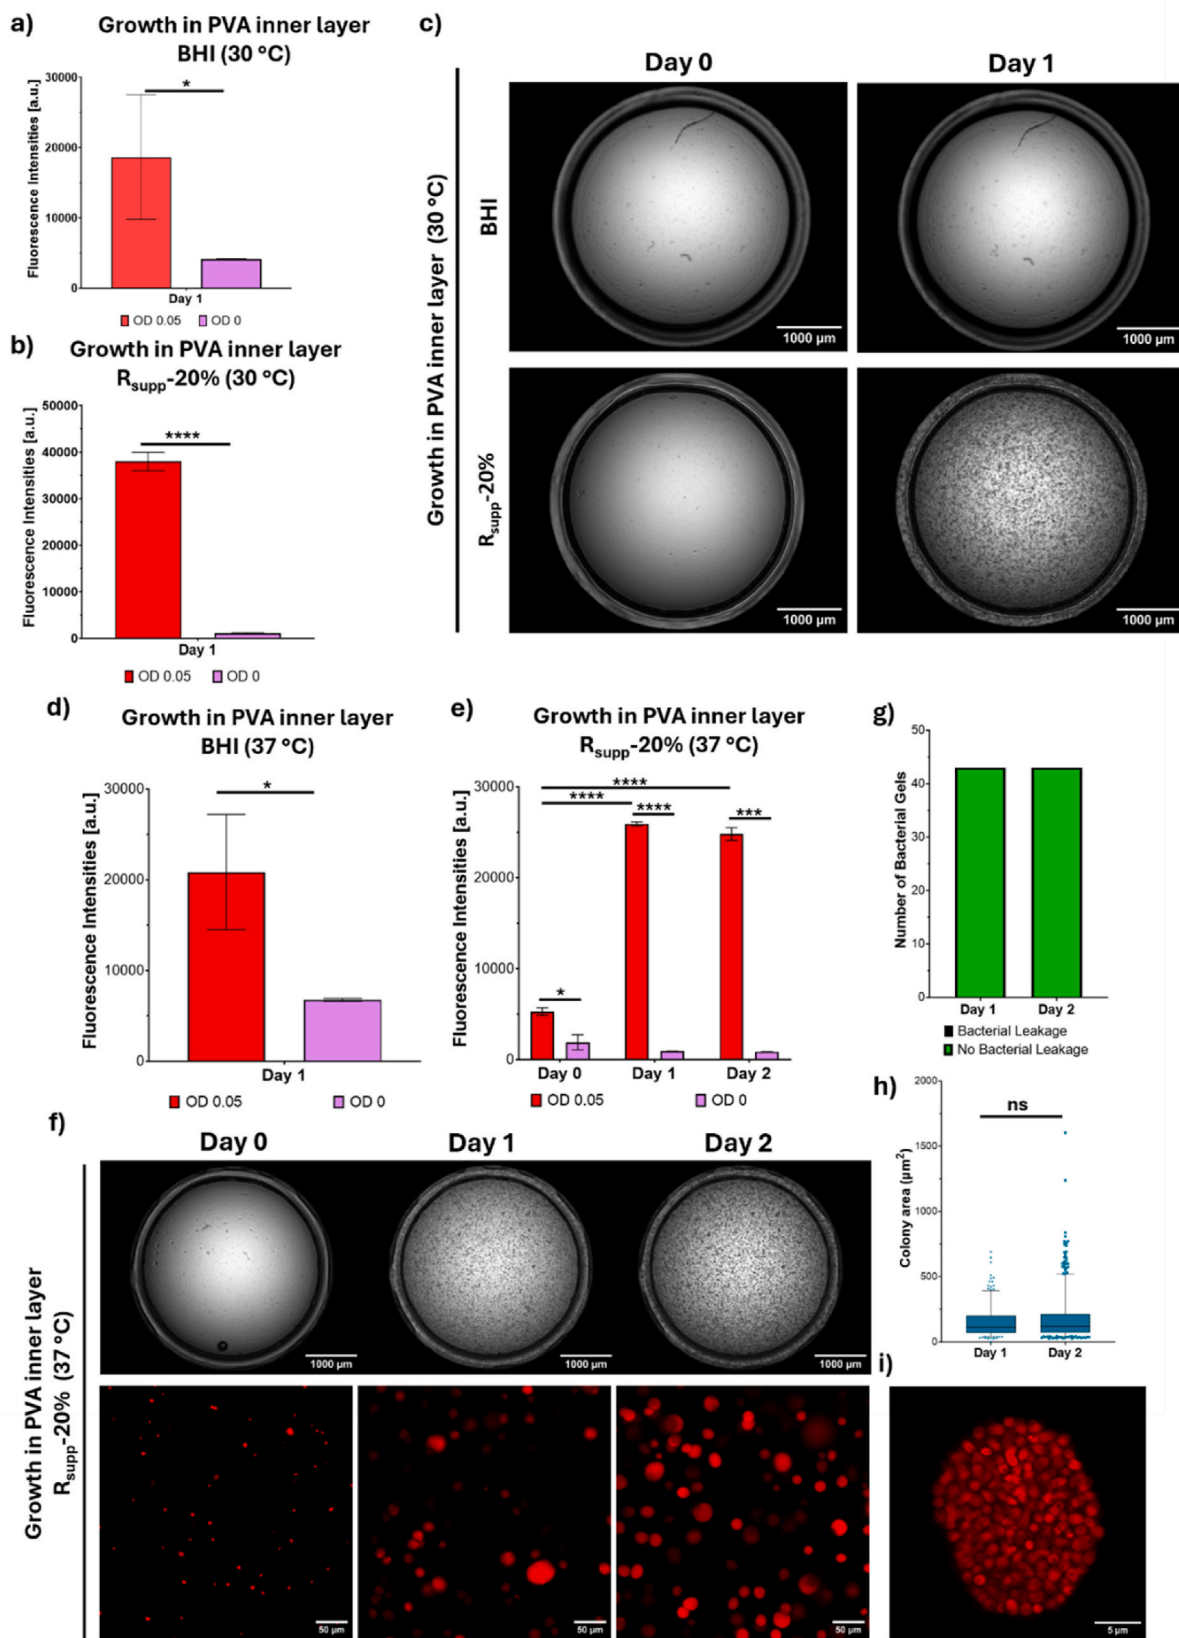 a)
Growth in PVA inner layer
BHI (30 °C)
Fluorescence Intensities [a.u.]
30000
20000
10000
0
*
Day 1
OD 0.05 OD 0
b)
Growth in PVA inner layer
Rsupp-20% (30 °C)
Fluorescence Intensities [a.u.]
50000
40000
30000
20000
10000
0
****
Day 1
OD 0.05 OD 0
c)
Day 0 Day 1
Growth in PVA inner layer (30 °C)
BHI
1000 µm 1000 µm
Rsupp-20%
1000 µm 1000 µm
d)
Growth in PVA inner layer
BHI (37 °C)
Fluorescence Intensities [a.u.]
30000
20000
10000
0
*
Day 1
OD 0.05 OD 0
e)
Growth in PVA inner layer
Rsupp-20% (37 °C)
Fluorescence Intensities [a.u.]
30000
20000
10000
0
****
**** **** ***
*
Day 0 Day 1 Day 2
OD 0.05 OD 0
g)
Number of Bacterial Gels
50
40
30
20
10
0
Day 1 Day 2
Bacterial Leakage
No Bacterial Leakage
f)
Day 0 Day 1 Day 2
Growth in PVA inner layer
Rsupp-20% (37 °C)
1000 µm 1000 µm 1000 µm
50 µm 50 µm 50 µm
h)
Colony area (µm²)
2000
1500
1000
500
0
ns
Day 1 Day 2
i)
5 µm